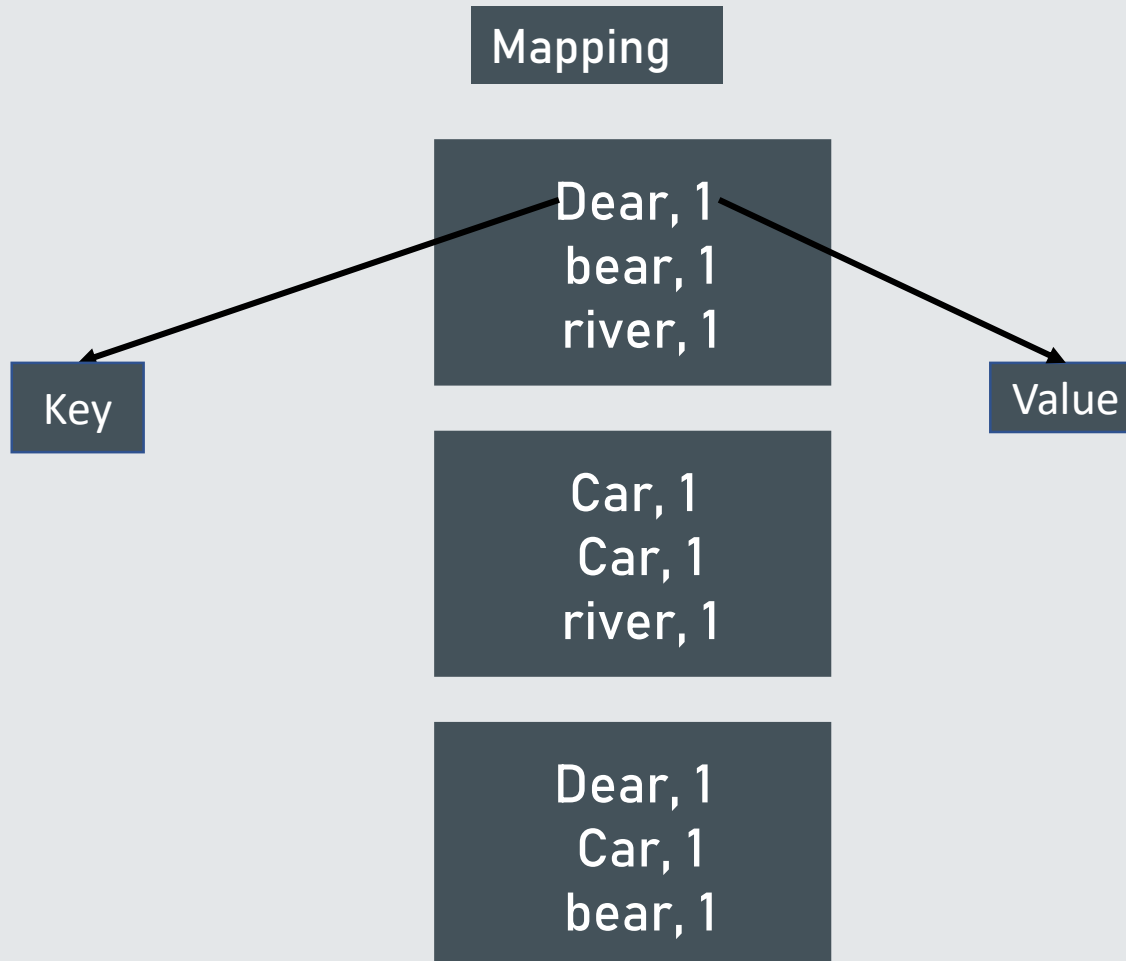 Mapping
Dear, 1
bear, 1
river, 1
Key
Value
Car, 1
Car, 1
river, 1
Dear, 1
Car, 1
bear, 1